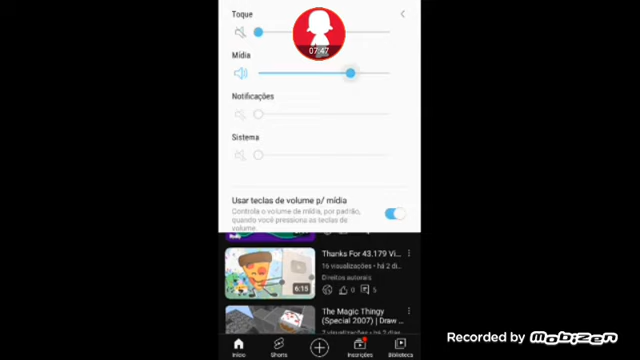 Toque
07:47
Mídia
Notificações
Sistema
Usar teclas de volume p/ mídia
Controla o volume de mídia, por padrão,
quando você pressiona as teclas de
volume.
Thanks For 43.179 Vi...
16 visualizações • há 2 di...
Direitos autorais
0
5
6:15
The Magic Thingy
(Special 2007) | Draw ...
Início
Shorts
Inscrições
Biblioteca
Recorded by Mobizen